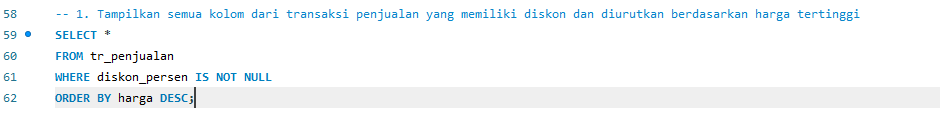 58 -- 1. Tampilkan semua kolom dari transaksi penjualan yang memiliki diskon dan diurutkan berdasarkan harga tertinggi
59 SELECT *
60 FROM tr_penjualan
61 WHERE diskon_persen IS NOT NULL
62 ORDER BY harga DESC;